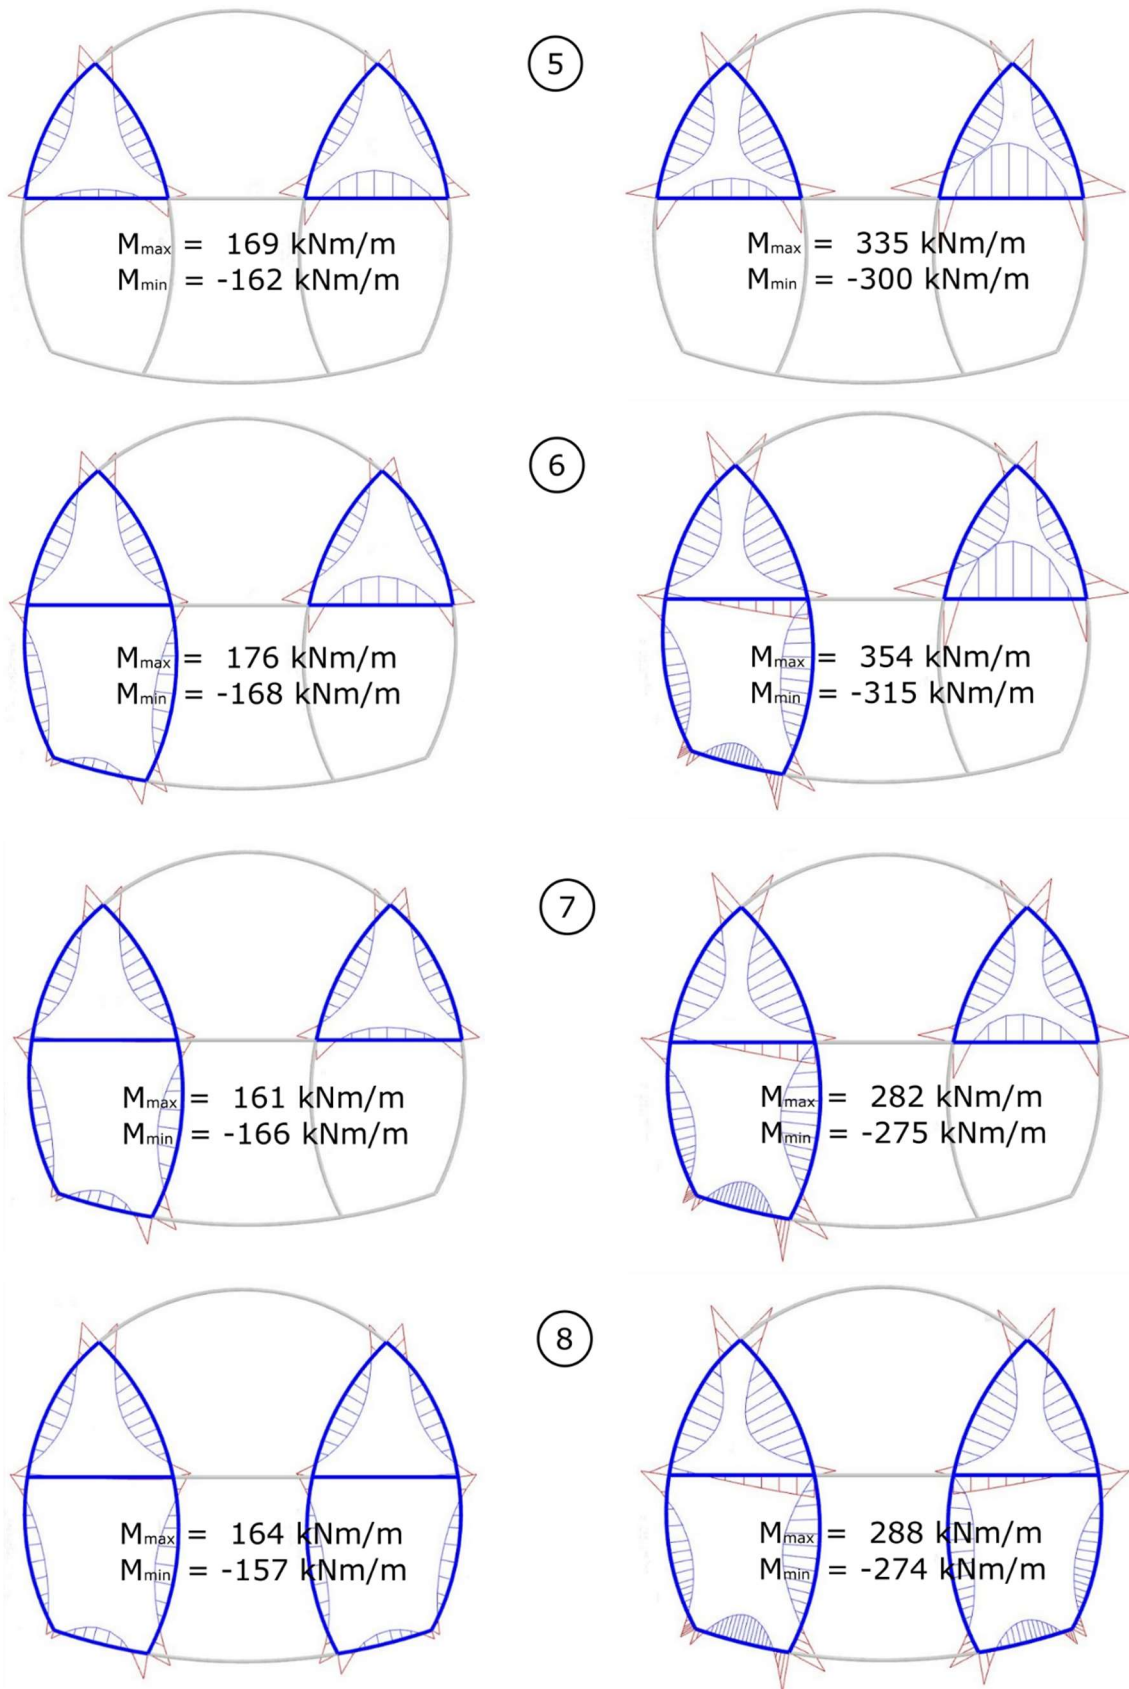 5
Mmax = 169 kNm/m
Mmin = -162 kNm/m
Mmax = 335 kNm/m
Mmin = -300 kNm/m
6
Mmax = 176 kNm/m
Mmin = -168 kNm/m
Mmax = 354 kNm/m
Mmin = -315 kNm/m
7
Mmax = 161 kNm/m
Mmin = -166 kNm/m
Mmax = 282 kNm/m
Mmin = -275 kNm/m
8
Mmax = 164 kNm/m
Mmin = -157 kNm/m
Mmax = 288 kNm/m
Mmin = -274 kNm/m